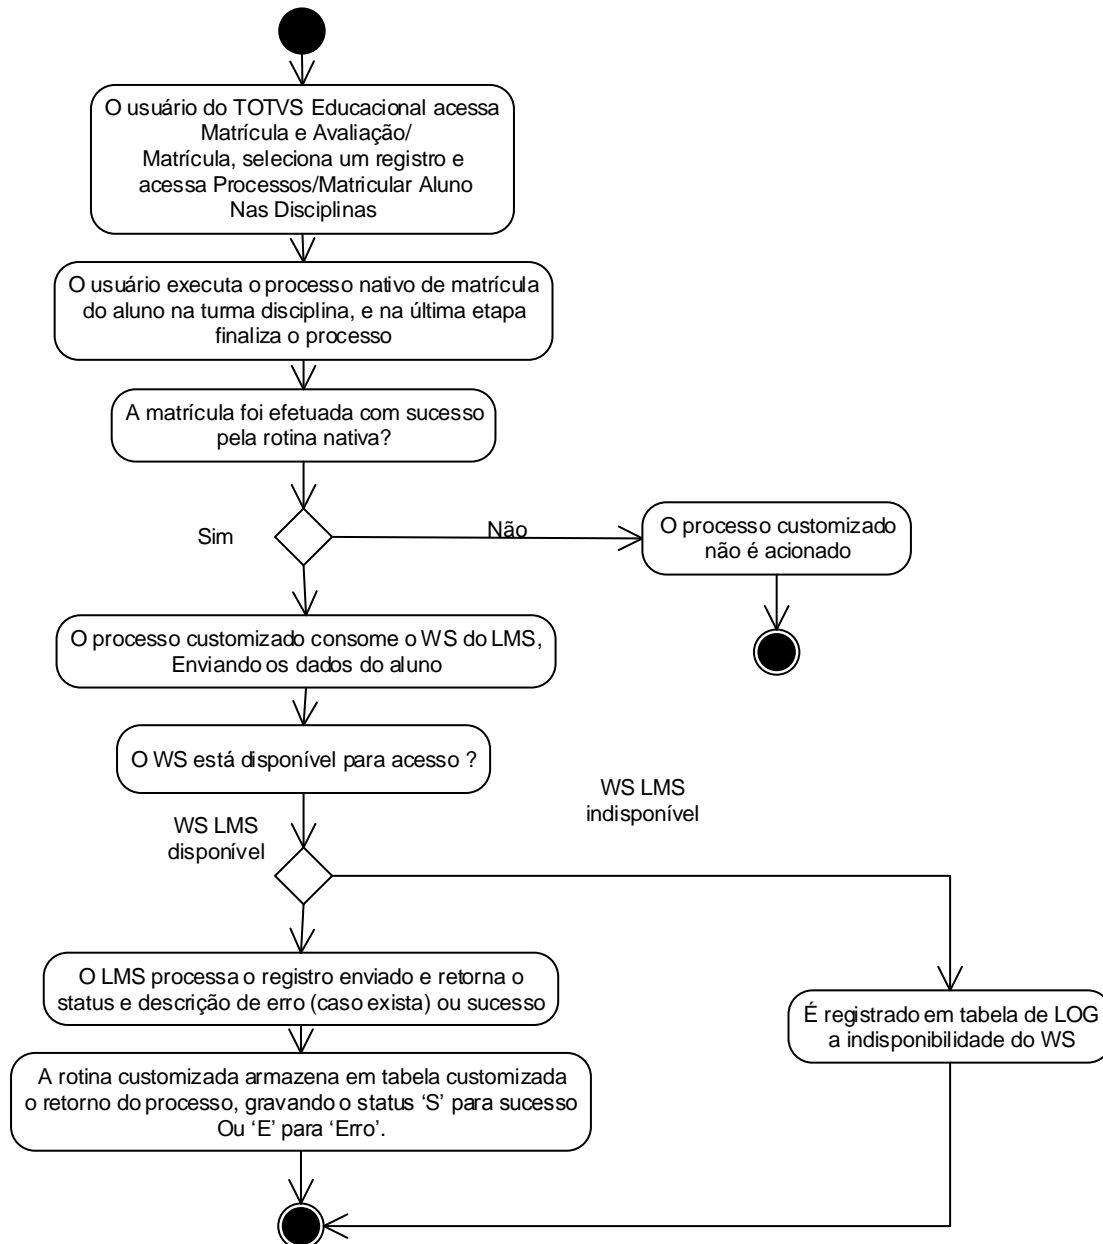 O usuário do TOTVS Educacional acessa
Matrícula e Avaliação/
Matrícula, seleciona um registro e
acessa Processos/Matricular Aluno
Nas Disciplinas
O usuário executa o processo nativo de matrícula
do aluno na turma disciplina, e na última etapa
finaliza o processo
A matrícula foi efetuada com sucesso
pela rotina nativa?
Sim
Não
O processo customizado
não é acionado
O processo customizado consome o WS do LMS,
Enviando os dados do aluno
O WS está disponível para acesso ?
WS LMS
indisponível
WS LMS
disponível
O LMS processa o registro enviado e retorna o
status e descrição de erro (caso exista) ou sucesso
É registrado em tabela de LOG
a indisponibilidade do WS
A rotina customizada armazena em tabela customizada
o retorno do processo, gravando o status ‘S’ para sucesso
Ou ‘E’ para ‘Erro’.